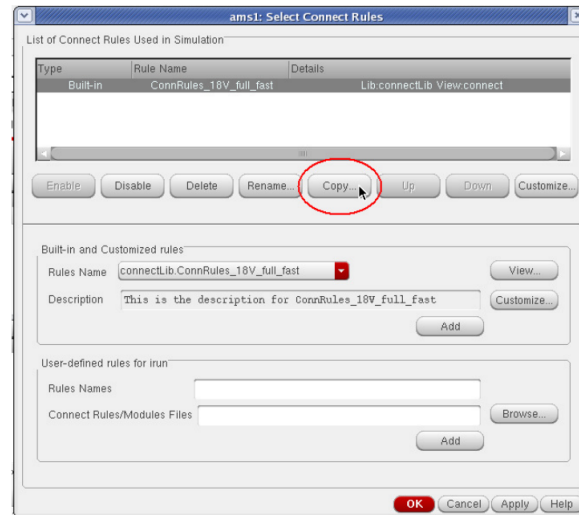 ams1: Select Connect Rules
List of Connect Rules Used in Simulation
Type Rule Name Details
Built-in ConnRules_18V_full_fast Lib:connectLib View:connect
Enable Disable Delete Rename... Copy... Up Down Customize...
Built-in and Customized rules
Rules Name connectLib.ConnRules_18V_full_fast View...
Description This is the description for ConnRules_18V_full_fast Customize...
Add
User-defined rules for irun
Rules Names
Connect Rules/Modules Files Browse...
Add
OK Cancel Apply Help